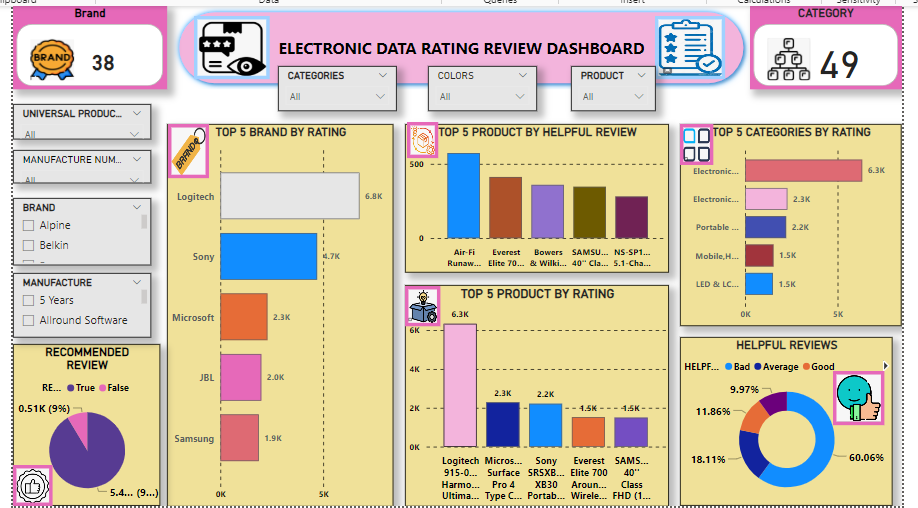 Data
Queries
Insert
Calculations
Sensitivity
Brand
38
BRAND
ELECTRONIC DATA RATING REVIEW DASHBOARD
CATEGORY
49
CATEGORIES
All
COLORS
All
PRODUCT
All
UNIVERSAL PRODUC...
All
MANUFACTURE NUM...
All
BRAND
Alpine
Belkin
MANUFACTURE
5 Years
Allround Software
RECOMMENDED
REVIEW
RE... True False
0.51K (9%)
5.4... (9...)
TOP 5 BRAND BY RATING
BRANDS
Logitech 6.8K
Sony 4.7K
Microsoft 2.3K
JBL 2.0K
Samsung 1.9K
0K 5K
TOP 5 PRODUCT BY HELPFUL REVIEW
500
0
Air-Fi Everest Bowers SAMSU... NS-SP1...
Runaw... Elite 70... & Wilki... 40" Cla... 5.1-Cha...
TOP 5 PRODUCT BY RATING
6K
4K
2K
0K
6.3K 2.3K 2.2K 1.5K 1.5K
Logitech Micros... Sony Everest SAMS...
915-0... Surface SRSXB... Elite 700 40"
Harmo... Pro 4 XB30 Aroun... Class
Ultima... Type C... Portab... Wirele... FHD (1...
TOP 5 CATEGORIES BY RATING
Electronic... 6.3K
Electronic... 2.3K
Portable ... 2.2K
Mobile,H... 1.5K
LED & LC... 1.5K
0K 5K
HELPFUL REVIEWS
HELPF... Bad Average Good
9.97%
11.86%
18.11%
60.06%